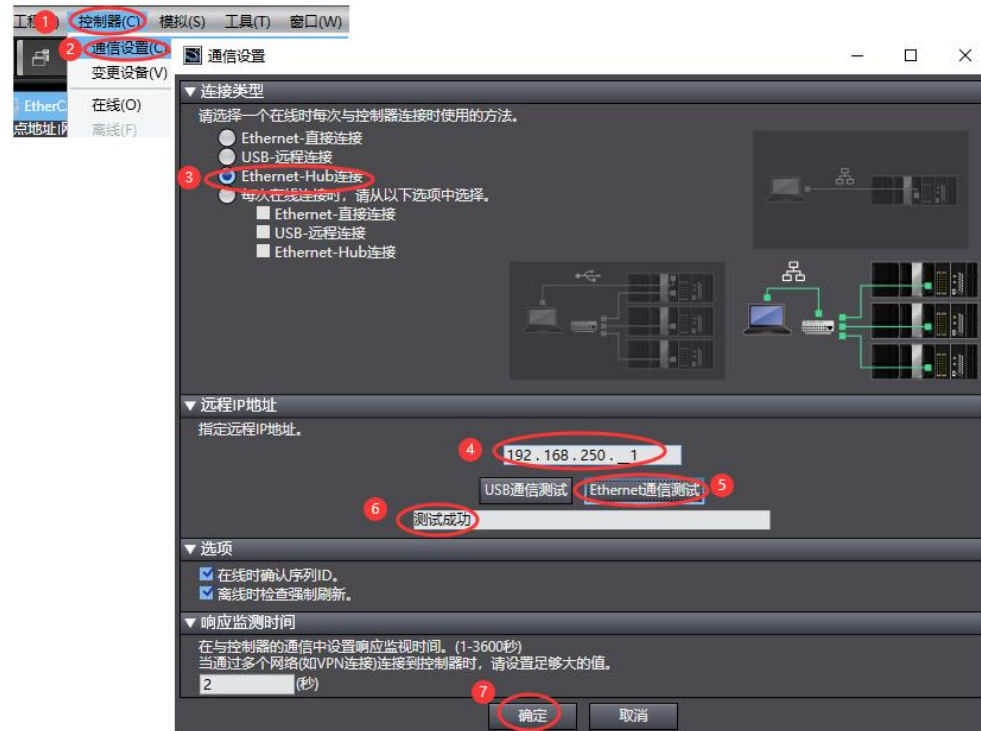 1 控制器(C) 模拟(S) 工具(T) 窗口(W)
2 通信设置(C)
变更设备(V)
EtherC
在线(O)
点地址
离线(F)
通信设置
▼ 连接类型
请选择一个在线时每次与控制器连接时使用的方法。
Ethernet-直接连接
USB-远程连接
3 Ethernet-Hub连接
每次在线连接时，请从以下选项中选择。
Ethernet-直接连接
USB-远程连接
Ethernet-Hub连接
▼ 远程IP地址
指定远程IP地址。
4 192 . 168 . 250 . _1
USB通信测试 Ethernet通信测试 5
6 测试成功
▼ 选项
在线时确认序列ID。
离线时检查强制刷新。
▼ 响应监测时间
在与控制器的通信中设置响应监视时间。(1-3600秒)
当通过多个网络(如VPN连接)连接到控制器时，请设置足够大的值。
2 (秒)
7
确定 取消